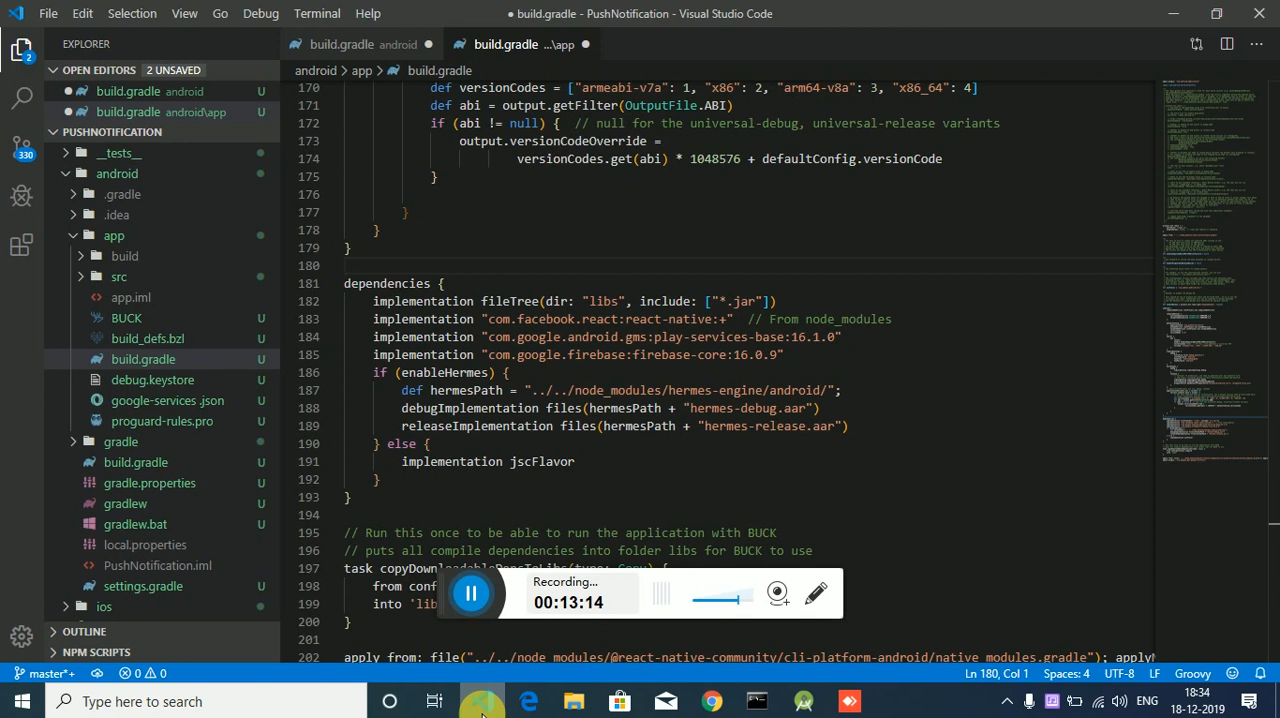 File Edit Selection View Go Debug Terminal Help
● build.gradle - PushNotification - Visual Studio Code
EXPLORER
build.gradle android ●
build.gradle ...\app ●
OPEN EDITORS 2 UNSAVED
android > app > build.gradle
build.gradle android U
build.gradle android\app U
PUSHNOTIFICATION
__tests__
android
.gradle
.idea
app
build
src
app.iml
BUCK U
build_defs.bzl U
build.gradle U
debug.keystore U
google-services .json U
proguard-rules.pro U
gradle
build.gradle U
gradle.properties U
gradlew U
gradlew.bat U
local.properties
PushNotification.iml
settings.gradle U
ios
OUTLINE
NPM SCRIPTS
2
330
170 def versionCodes = ["armeabi-v7a": 1, "x86": 2, "arm64-v8a": 3, "x86_64": 4]
171 def abi = output.getFilter(OutputFile.ABI)
172 if (abi != null) { // null for the universal-debug, universal-release variants
173 output.versionCodeOverride =
174 versionCodes.get(abi) * 1048576 + defaultConfig.versionCode
175 }
176
177 }
178 }
179 }
180
181 dependencies {
182 implementation fileTree(dir: "libs", include: ["*.jar"])
183 implementation "com.facebook.react:react-native:+" // From node_modules
184 implementation "com.google.android.gms:play-services-base:16.1.0"
185 implementation "com.google.firebase:firebase-core:16.0.9"
186 if (enableHermes) {
187 def hermesPath = "../../node_modules/hermes-engine/android/";
188 debugImplementation files(hermesPath + "hermes-debug.aar")
189 releaseImplementation files(hermesPath + "hermes-release.aar")
190 } else {
191 implementation jscFlavor
192 }
193 }
194
195 // Run this once to be able to run the application with BUCK
196 // puts all compile dependencies into folder libs for BUCK to use
197 task copyDownloadableDepsToLibs(type: Copy) {
198 from conf
199 into 'lib
200 }
201
202 apply from: file("../../node_modules/@react-native-community/cli-platform-android/native_modules.gradle"); apply
Recording...
00:13:14
master*+ 0 0
Ln 180, Col 1 Spaces: 4 UTF-8 LF Groovy
Type here to search
18:34
18-12-2019